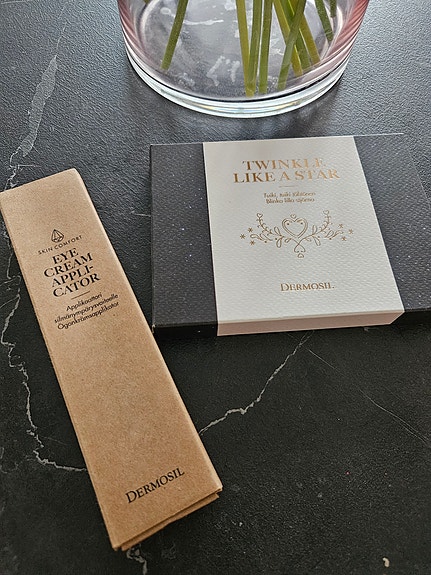 SKIN COMFORT
EYE
CREAM
APPLI-
CATOR
Applikaattori
silmänympärysvoiteelle
Ögonkrämsapplikator
DERMOSIL
TWINKLE
LIKE A STAR
Tuiki, tuiki tähtönen
Blinka lilla stjärna
DERMOSIL